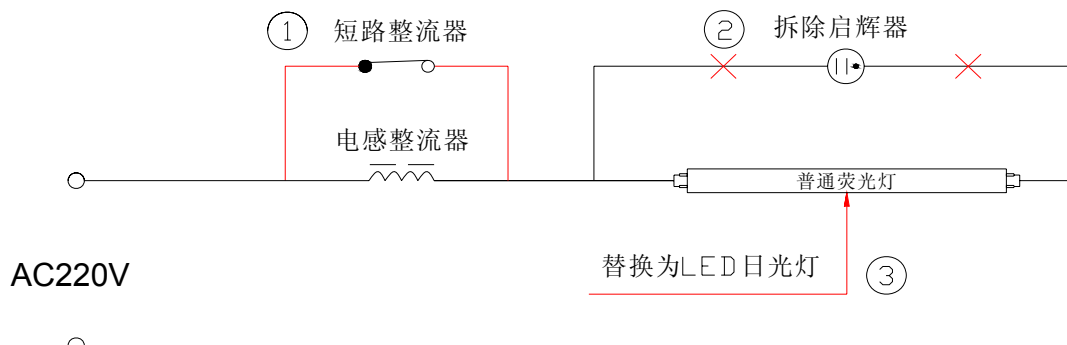 ① 短路整流器
② 拆除启辉器
电感整流器
普通荧光灯
AC220V
替换为LED日光灯 ③